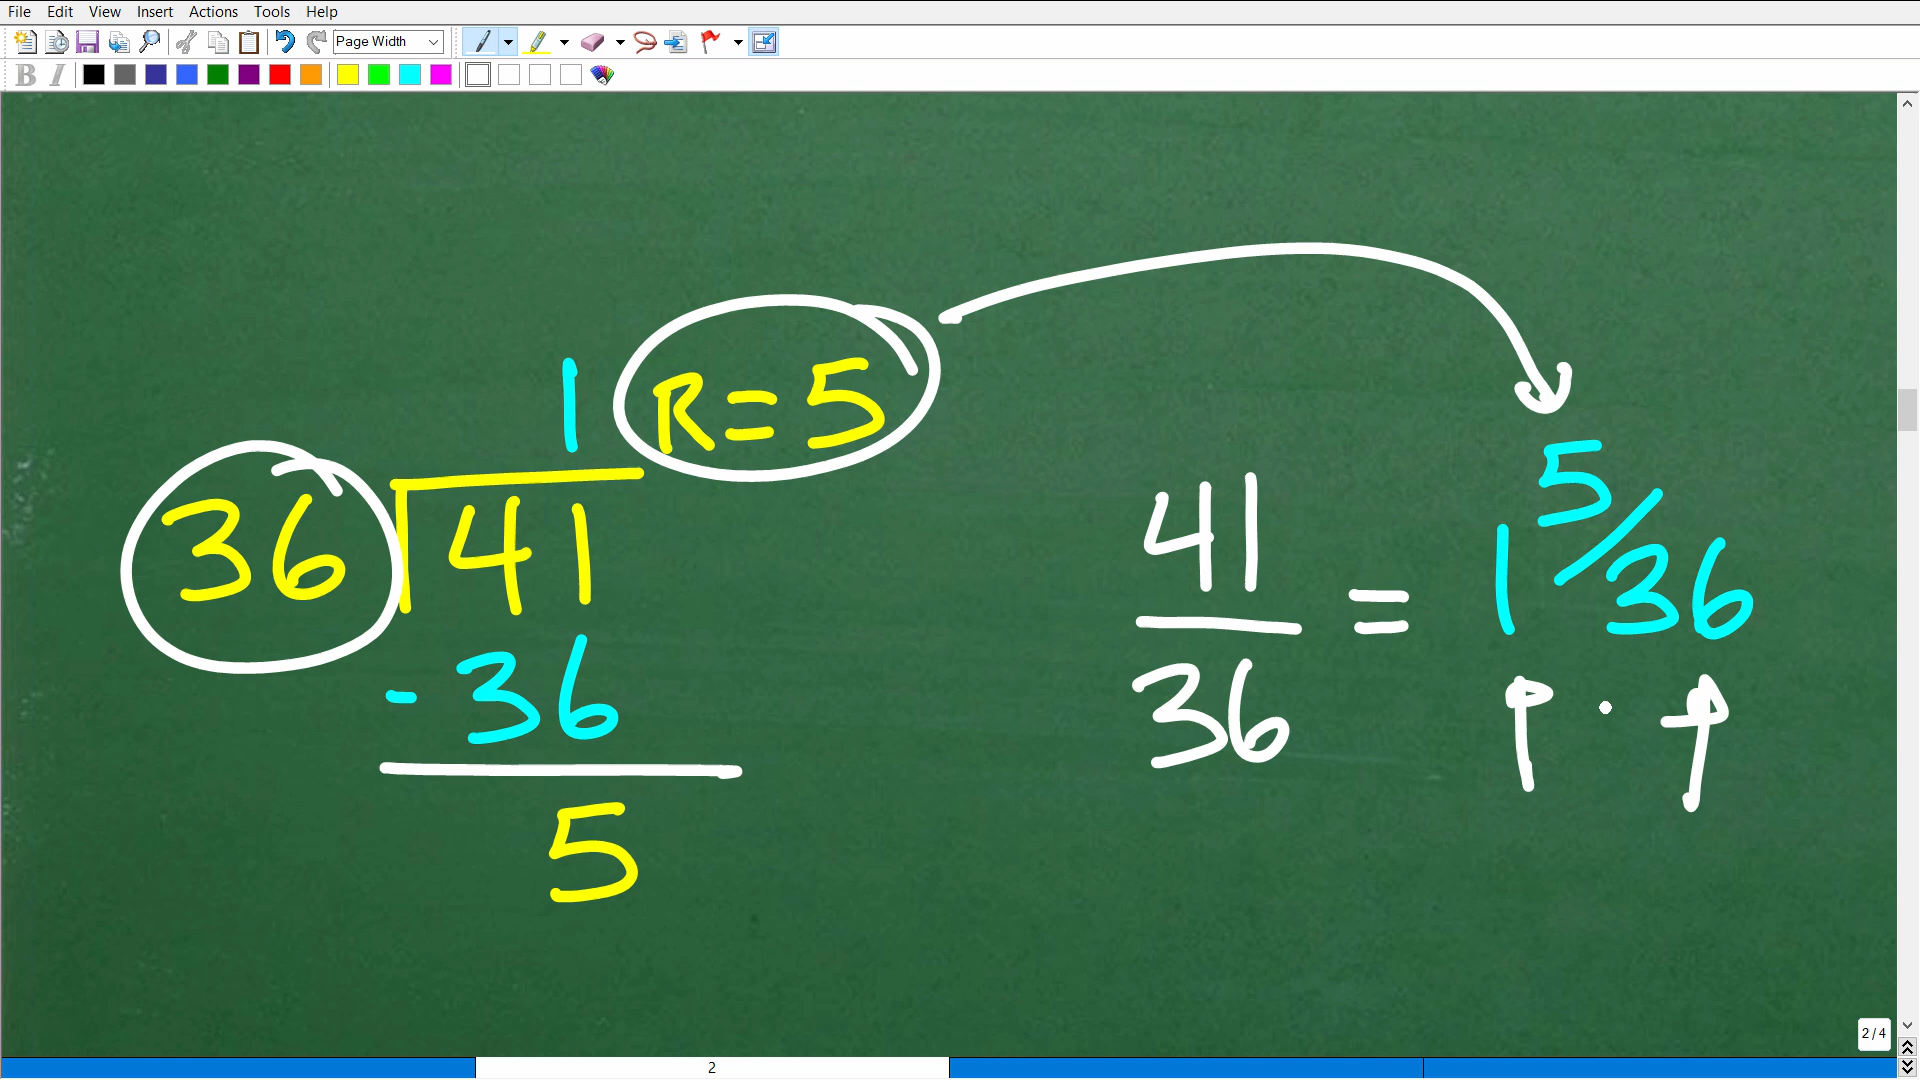 File Edit View Insert Actions Tools Help
Page Width
B I
1 R = 5
36 41
- 36
5
41/36 = 1 5/36
2 / 4
2